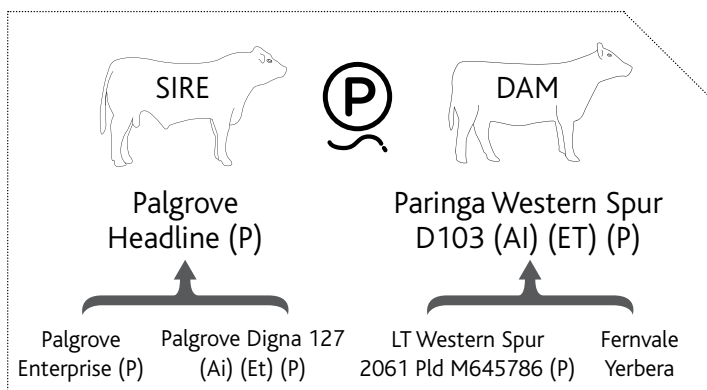 SIRE
P
DAM
Palgrove
Headline (P)
Paringa Western Spur
D103 (AI) (ET) (P)
Palgrove
Enterprise (P)
Palgrove Digna 127
(Ai) (Et) (P)
LT Western Spur
2061 Pld M645786 (P)
Fernvale
Yerbera